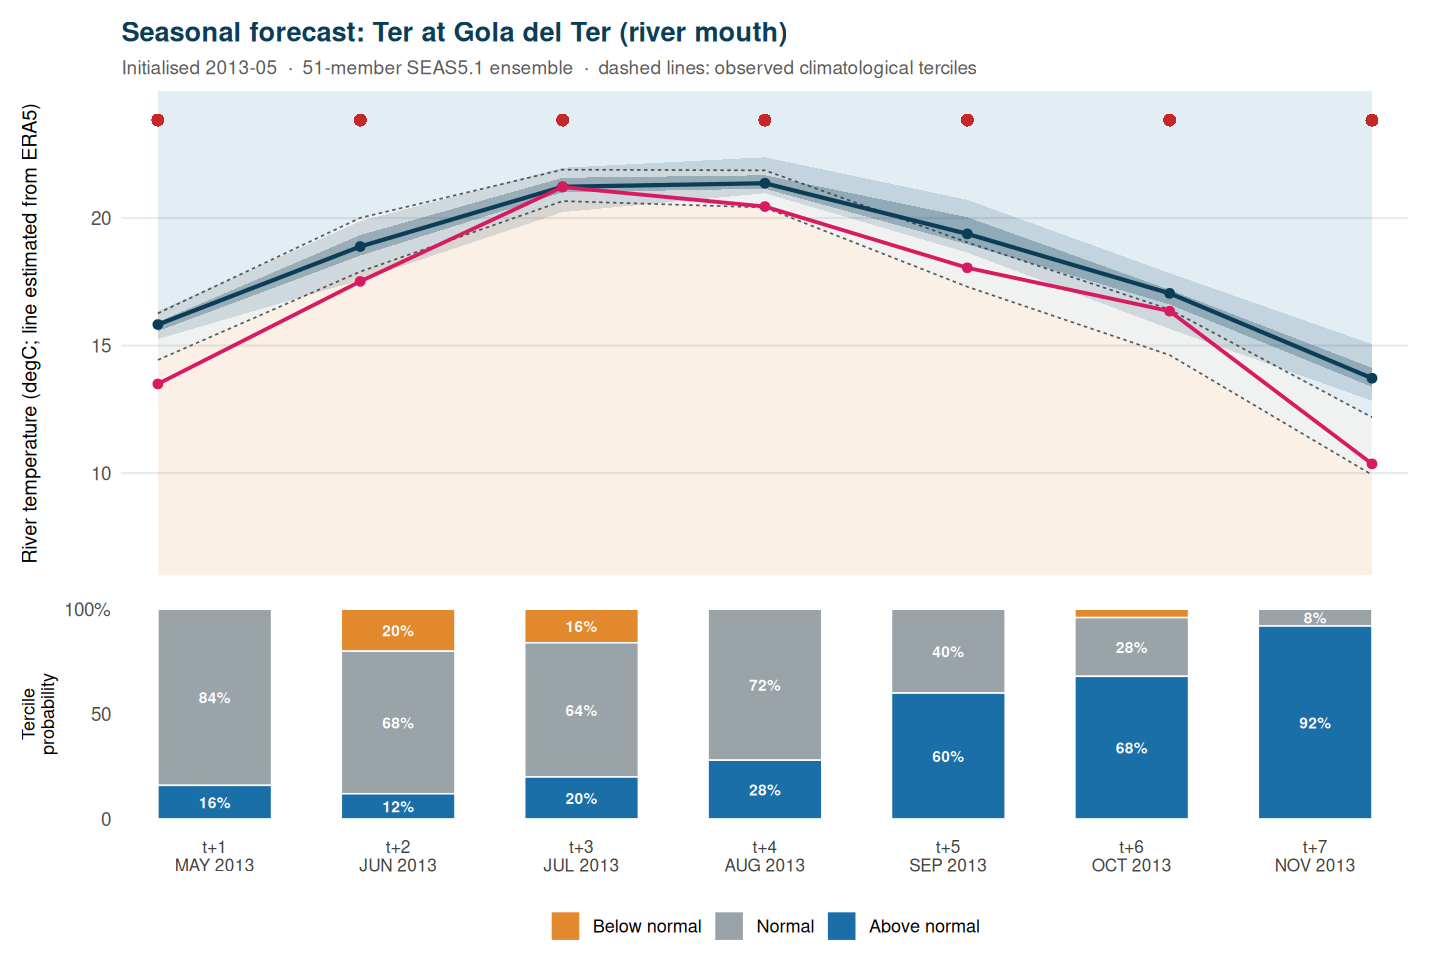 Seasonal forecast: Ter at Gola del Ter (river mouth)
Initialised 2013-05 · 51-member SEAS5.1 ensemble · dashed lines: observed climatological terciles
River temperature (degC; line estimated from ERA5)
20
15
10
100%
50
0
Tercile
probability
84%
16%
20%
68%
12%
16%
64%
20%
72%
28%
40%
60%
28%
68%
8%
92%
t+1
MAY 2013
t+2
JUN 2013
t+3
JUL 2013
t+4
AUG 2013
t+5
SEP 2013
t+6
OCT 2013
t+7
NOV 2013
Below normal
Normal
Above normal